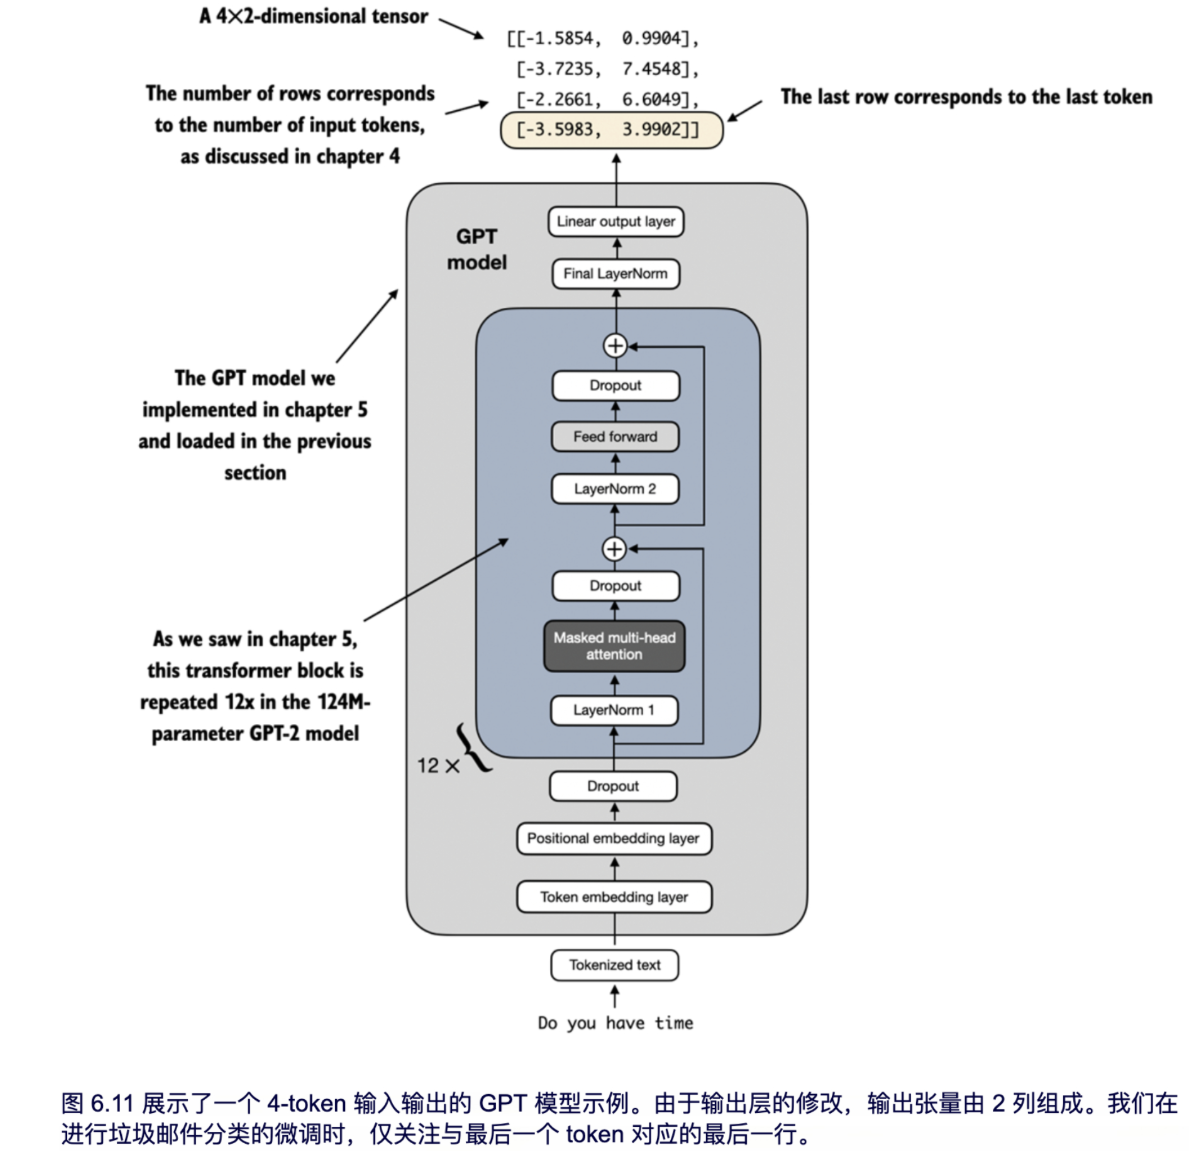 A 4×2-dimensional tensor
[[-1.5854, 0.9904],
[-3.7235, 7.4548],
[-2.2661, 6.6049],
[-3.5983, 3.9902]]
The number of rows corresponds
to the number of input tokens,
as discussed in chapter 4
The last row corresponds to the last token
GPT
model
Linear output layer
Final LayerNorm
The GPT model we
implemented in chapter 5
and loaded in the previous
section
+
Dropout
Feed forward
LayerNorm 2
+
Dropout
Masked multi-head
attention
LayerNorm 1
As we saw in chapter 5,
this transformer block is
repeated 12x in the 124M-
parameter GPT-2 model
12 ×
Dropout
Positional embedding layer
Token embedding layer
Tokenized text
Do you have time
图 6.11 展示了一个 4-token 输入输出的 GPT 模型示例。由于输出层的修改，输出张量由 2 列组成。我们在
进行垃圾邮件分类的微调时，仅关注与最后一个 token 对应的最后一行。